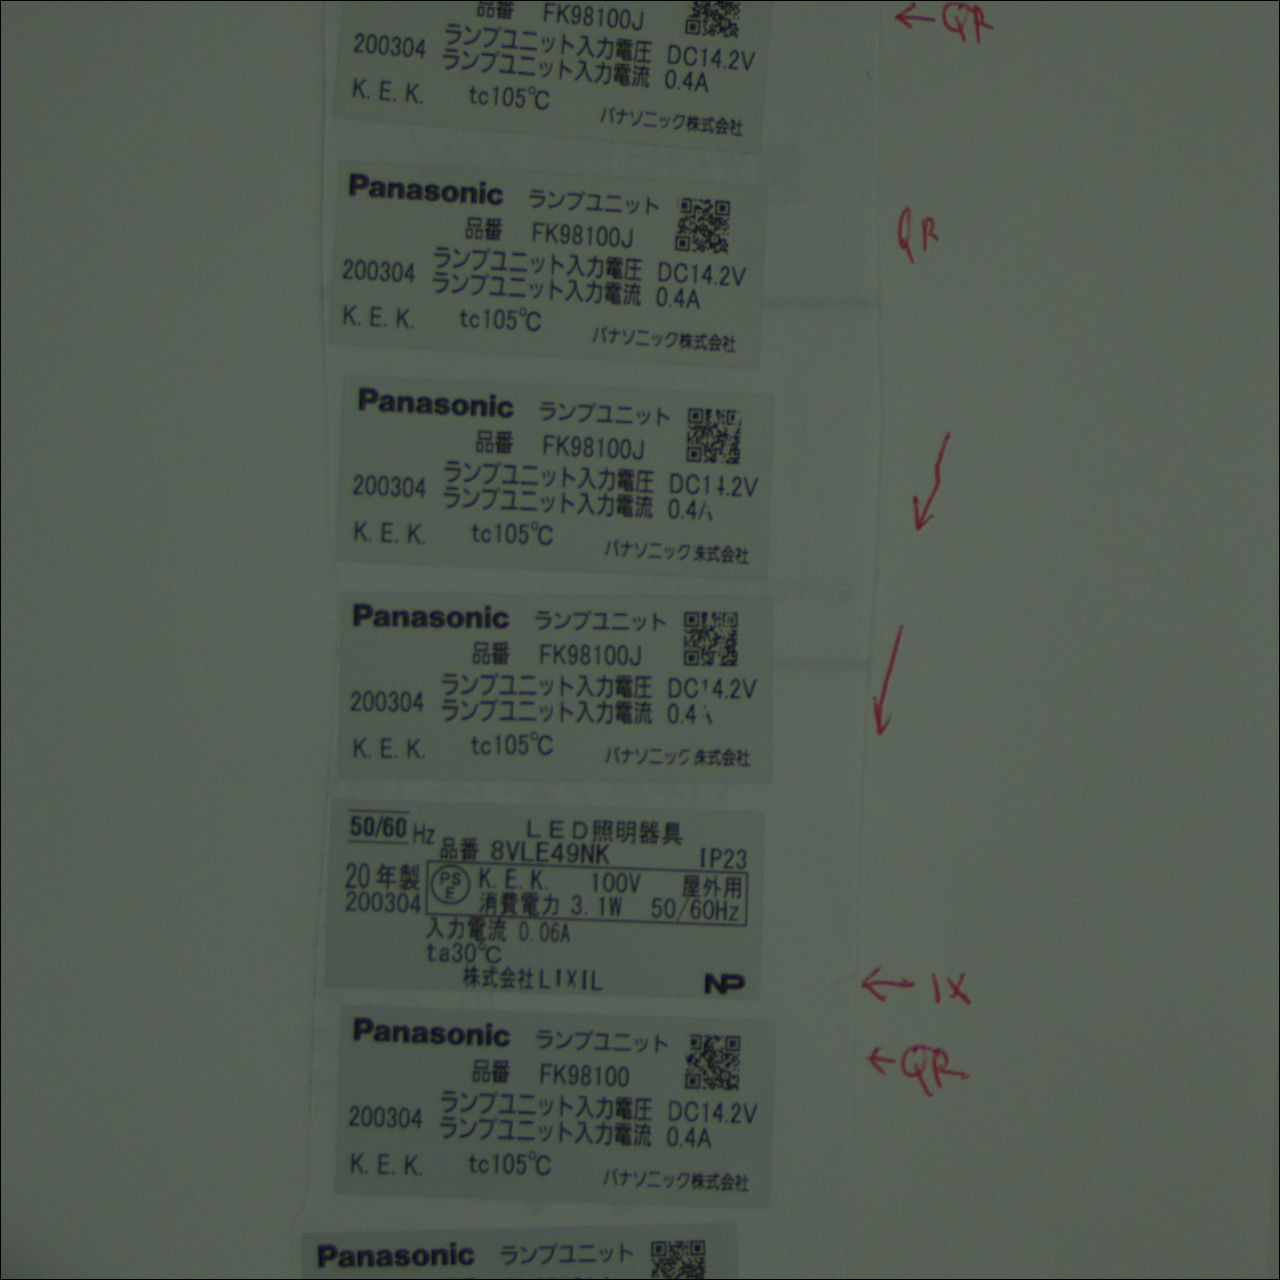 品番 FK98100J
← QR
200304 ランプユニット入力電圧 DC14.2V
ランプユニット入力電流 0.4A
K. E. K. tc105℃
パナソニック株式会社
Panasonic ランプユニット
品番 FK98100J
QR
200304 ランプユニット入力電圧 DC14.2V
ランプユニット入力電流 0.4A
K. E. K. tc105℃
パナソニック株式会社
Panasonic ランプユニット
品番 FK98100J
200304 ランプユニット入力電圧 DC14.2V
ランプユニット入力電流 0.4A
K. E. K. tc105℃
パナソニック株式会社
Panasonic ランプユニット
品番 FK98100J
200304 ランプユニット入力電圧 DC14.2V
ランプユニット入力電流 0.4A
K. E. K. tc105℃
パナソニック株式会社
50/60 Hz LED照明器具
品番 8VLE49NK IP23
20年製 PSE K. E. K. 100V 屋外用
200304 消費電力 3.1W 50/60Hz
入力電流 0.06A
ta30℃
株式会社LIXIL NP
← IX
Panasonic ランプユニット
← QR
品番 FK98100
200304 ランプユニット入力電圧 DC14.2V
ランプユニット入力電流 0.4A
K. E. K. tc105℃
パナソニック株式会社
Panasonic ランプユニット